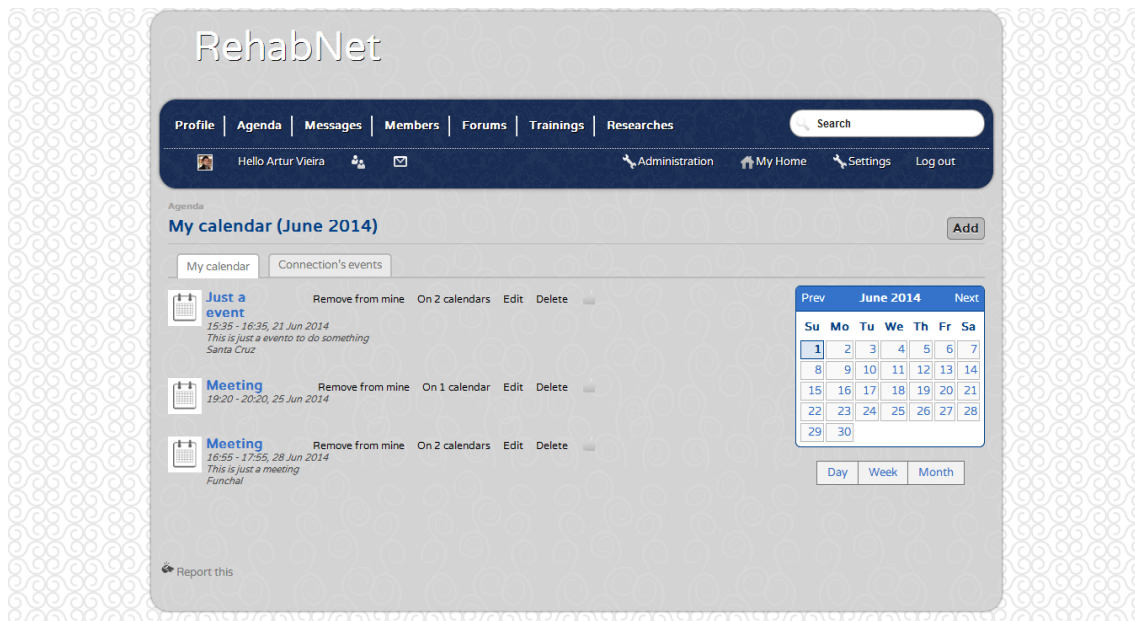 RehabNet
Profile Agenda Messages Members Forums Trainings Researches Search
Hello Artur Vieira Administration My Home Settings Log out
Agenda
My calendar (June 2014) Add
My calendar Connection's events
Just a event Remove from mine On 2 calendars Edit Delete
15:35 - 16:35, 21 Jun 2014
This is just a evento to do something
Santa Cruz
Meeting Remove from mine On 1 calendar Edit Delete
19:20 - 20:20, 25 Jun 2014
Meeting Remove from mine On 2 calendars Edit Delete
16:55 - 17:55, 28 Jun 2014
This is just a meeting
Funchal
Prev June 2014 Next
Su Mo Tu We Th Fr Sa
1 2 3 4 5 6 7
8 9 10 11 12 13 14
15 16 17 18 19 20 21
22 23 24 25 26 27 28
29 30
Day Week Month
Report this